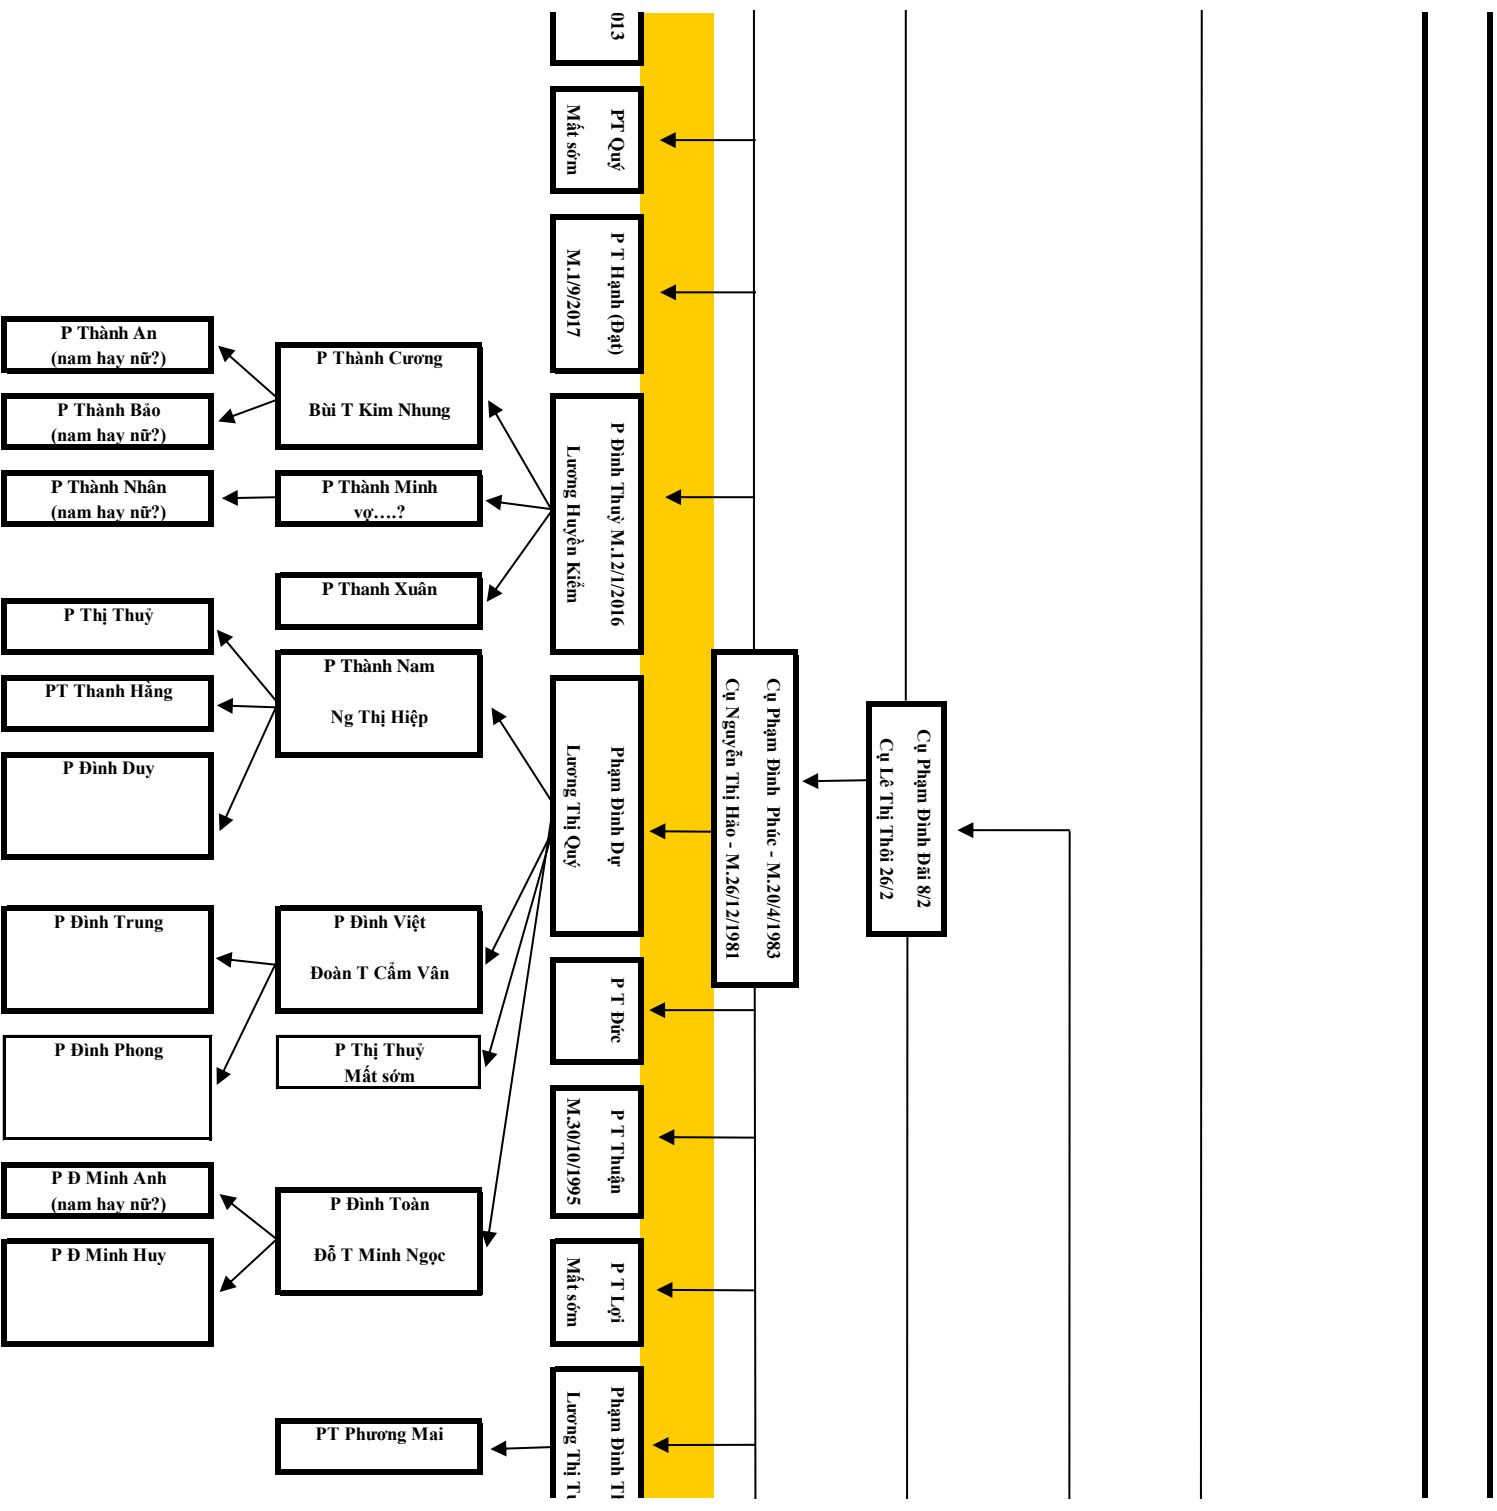 013
PT Quý
Mất sớm
P T Hạnh (Đạt)
M.1/9/2017
P Thành An
(nam hay nữ?)
P Thành Cương
Bùi T Kim Nhung
P Thành Bảo
(nam hay nữ?)
P Đình Thuỳ M.12/1/2016
Lương Huyền Kiểm
P Thành Nhân
(nam hay nữ?)
P Thành Minh
vợ….?
P Thanh Xuân
P Thị Thuỷ
P Thành Nam
Ng Thị Hiệp
PT Thanh Hằng
P Đình Duy
Phạm Đình Dự
Lương Thị Quý
Cụ Phạm Đình Phúc - M.20/4/1983
Cụ Nguyễn Thị Hảo - M.26/12/1981
Cụ Phạm Đình Đãi 8/2
Cụ Lê Thị Thôi 26/2
P Đình Trung
P Đình Việt
Đoàn T Cẩm Vân
P T Đức
P Đình Phong
P Thị Thuỷ
Mất sớm
P T Thuận
M.30/10/1995
P Đ Minh Anh
(nam hay nữ?)
P Đình Toàn
Đỗ T Minh Ngọc
P Đ Minh Huy
P T Lợi
Mất sớm
PT Phương Mai
Phạm Đình
Lương Thị